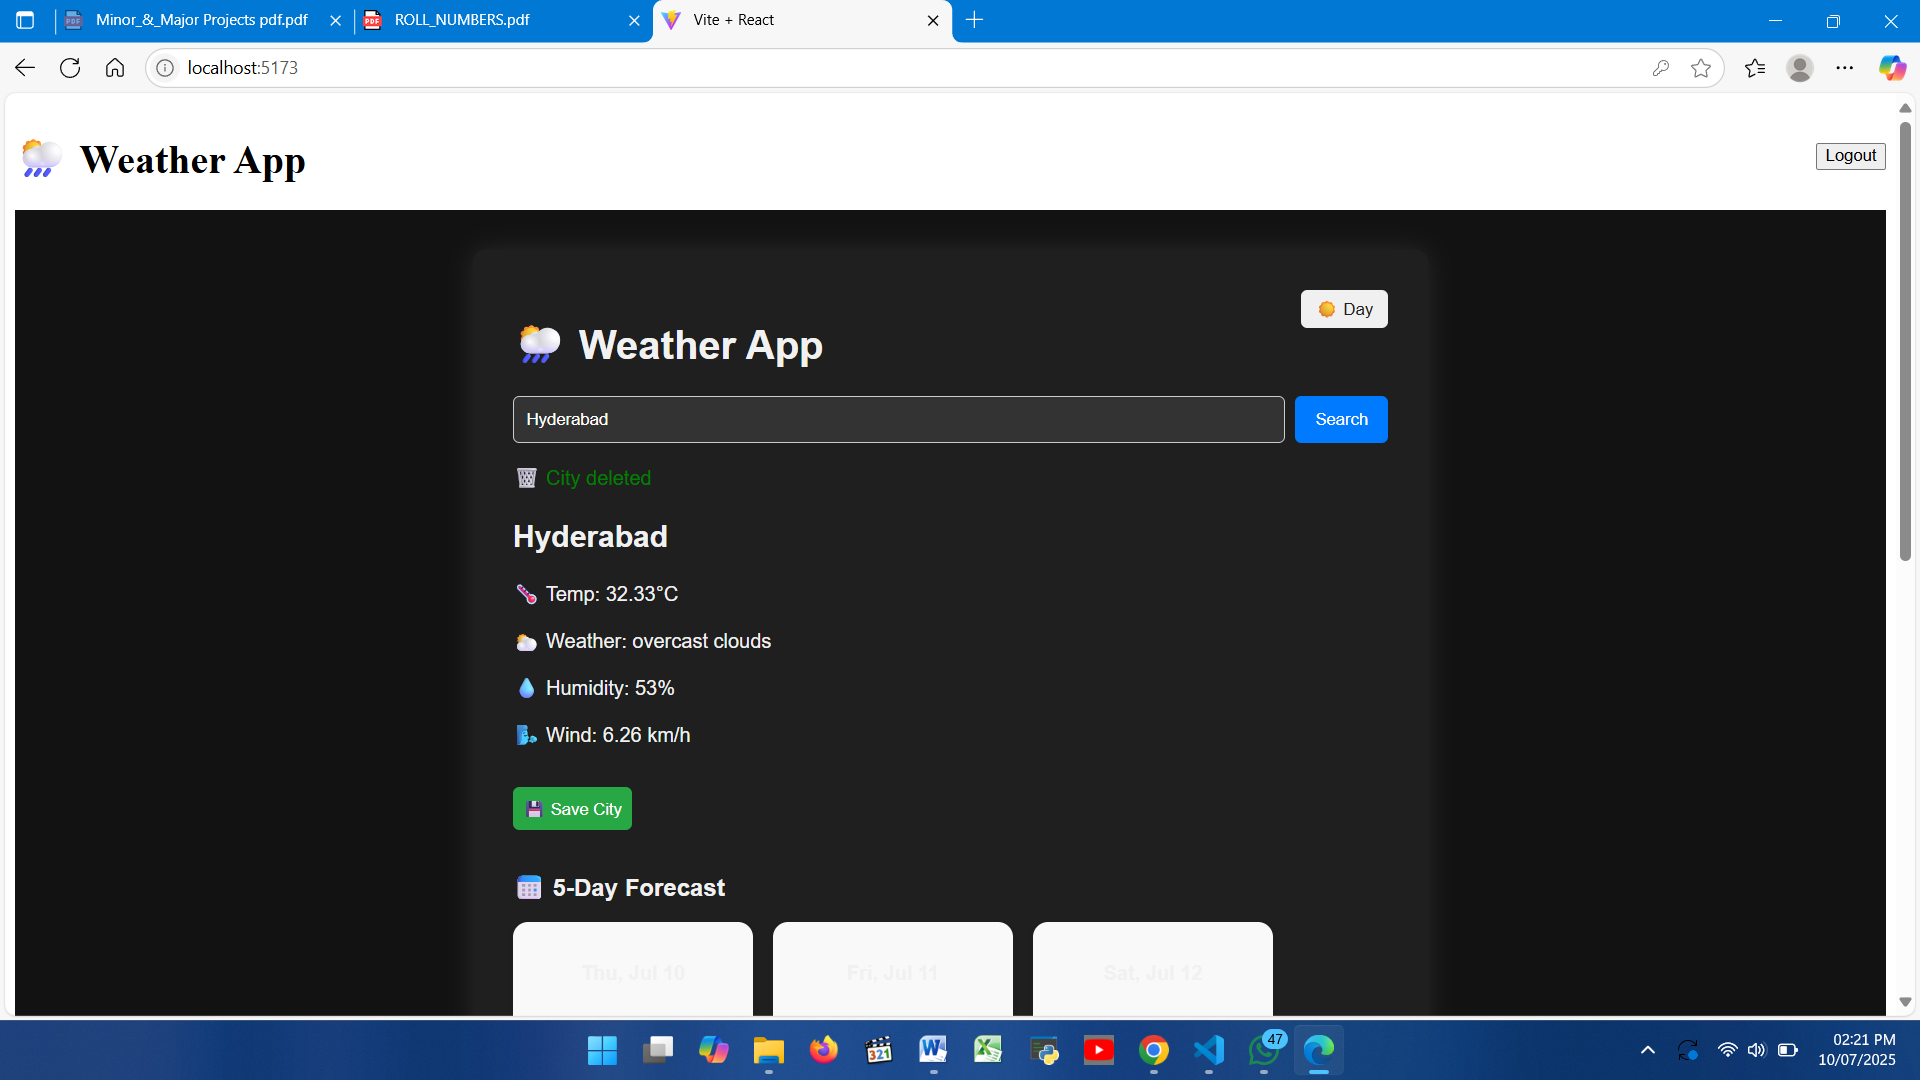 Minor_&_Major Projects pdf.pdf
ROLL_NUMBERS.pdf
Vite + React
localhost:5173
Weather App
Logout
Day
Weather App
Hyderabad
Search
City deleted
Hyderabad
Temp: 32.33°C
Weather: overcast clouds
Humidity: 53%
Wind: 6.26 km/h
Save City
5-Day Forecast
Thu, Jul 10
Fri, Jul 11
Sat, Jul 12
321
47
02:21 PM
10/07/2025